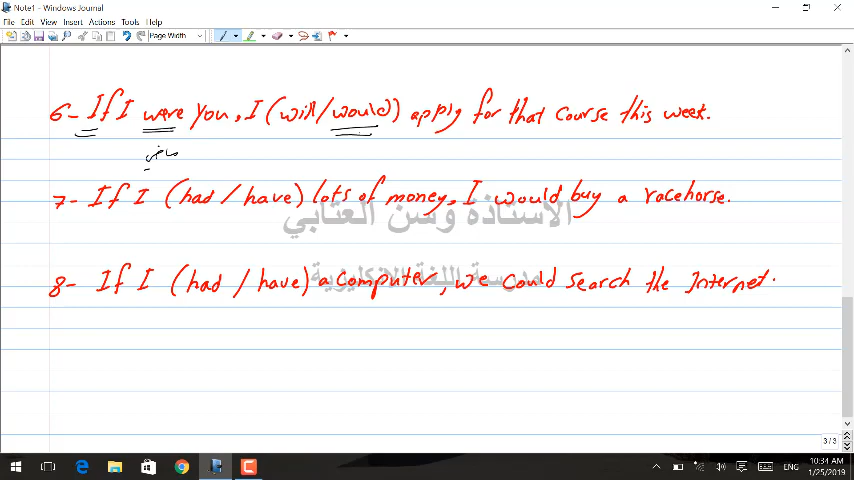 Note1 - Windows Journal
File Edit View Insert Actions Tools Help
Page Width
6- If I were you, I (will/would) apply for that course this week.
ماضي
7- If I (had / have) lots of money, I would buy a racehorse.
الاستاذة وسن العتابي
8- If I (had / have) a computer, we could search the Internet.
مدرسة اللغة الانكليزية
3/3
ENG
10:34 AM
1/25/2019